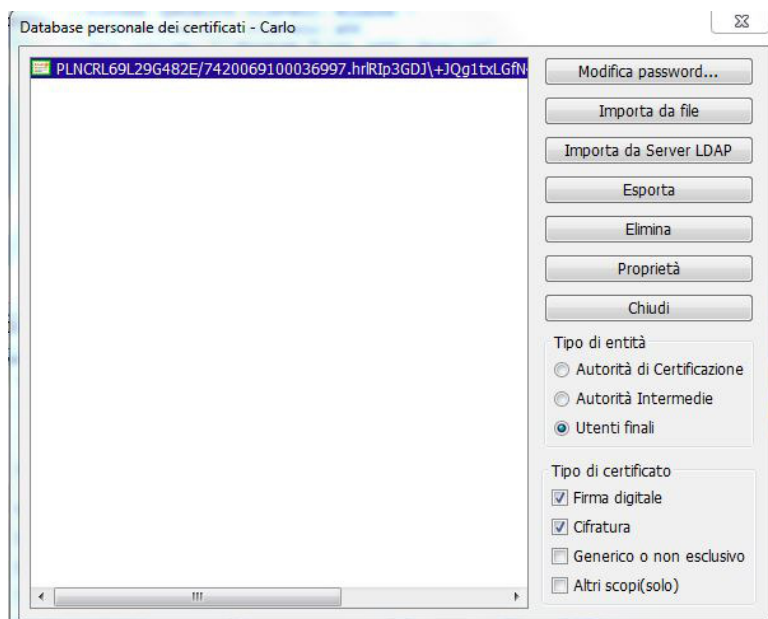 Database personale dei certificati - Carlo
PLNCRL69L29G482E/7420069100036997.hrlRIp3GDJ\+JQg1txLGfN
Modifica password...
Importa da file
Importa da Server LDAP
Esporta
Elimina
Proprietà
Chiudi
Tipo di entità
Autorità di Certificazione
Autorità Intermedie
Utenti finali
Tipo di certificato
Firma digitale
Cifratura
Generico o non esclusivo
Altri scopi(solo)